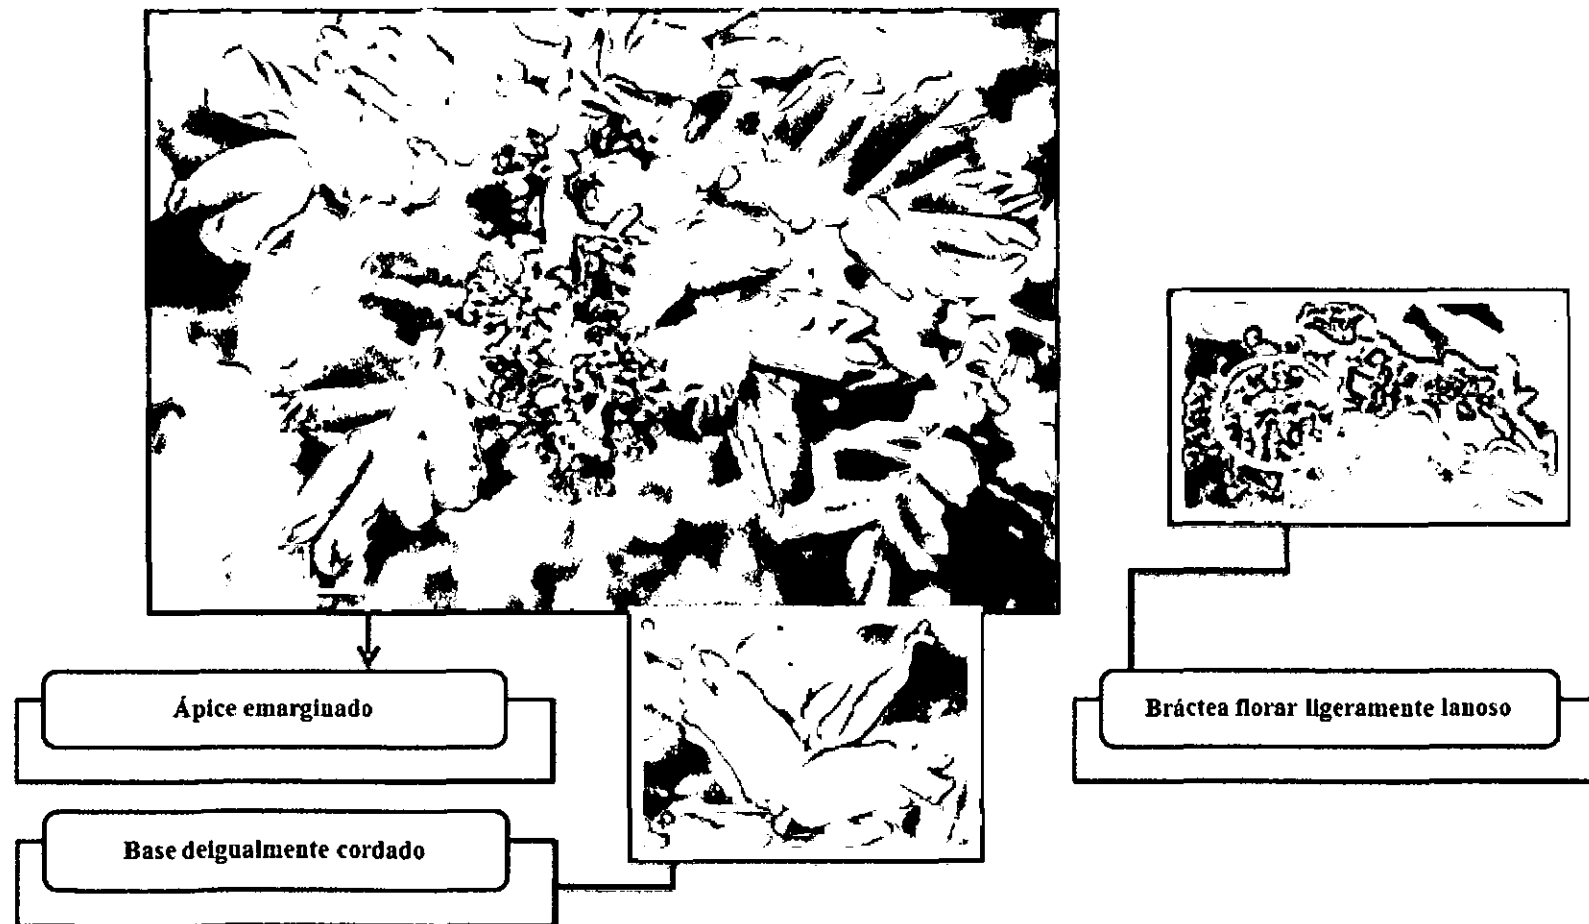 Ápice emarginado
Bráctea florar ligeramente lanoso
Base deigualmente cordado